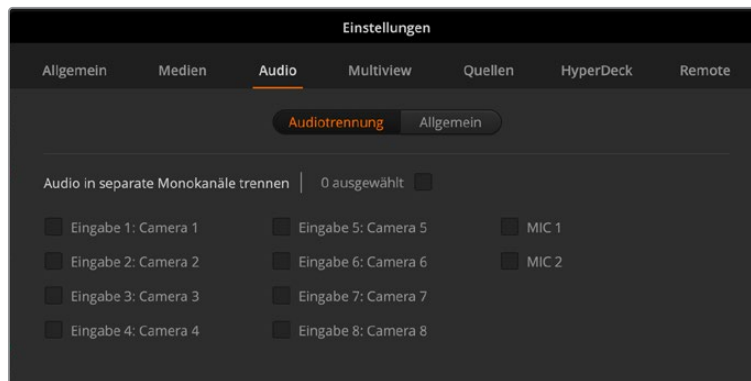 Einstellungen
Allgemein Medien Audio Multiview Quellen HyperDeck Remote
Audiotrennung Allgemein
Audio in separate Monokanäle trennen 0 ausgewählt
Eingabe 1: Camera 1 Eingabe 5: Camera 5 MIC 1
Eingabe 2: Camera 2 Eingabe 6: Camera 6 MIC 2
Eingabe 3: Camera 3 Eingabe 7: Camera 7
Eingabe 4: Camera 4 Eingabe 8: Camera 8